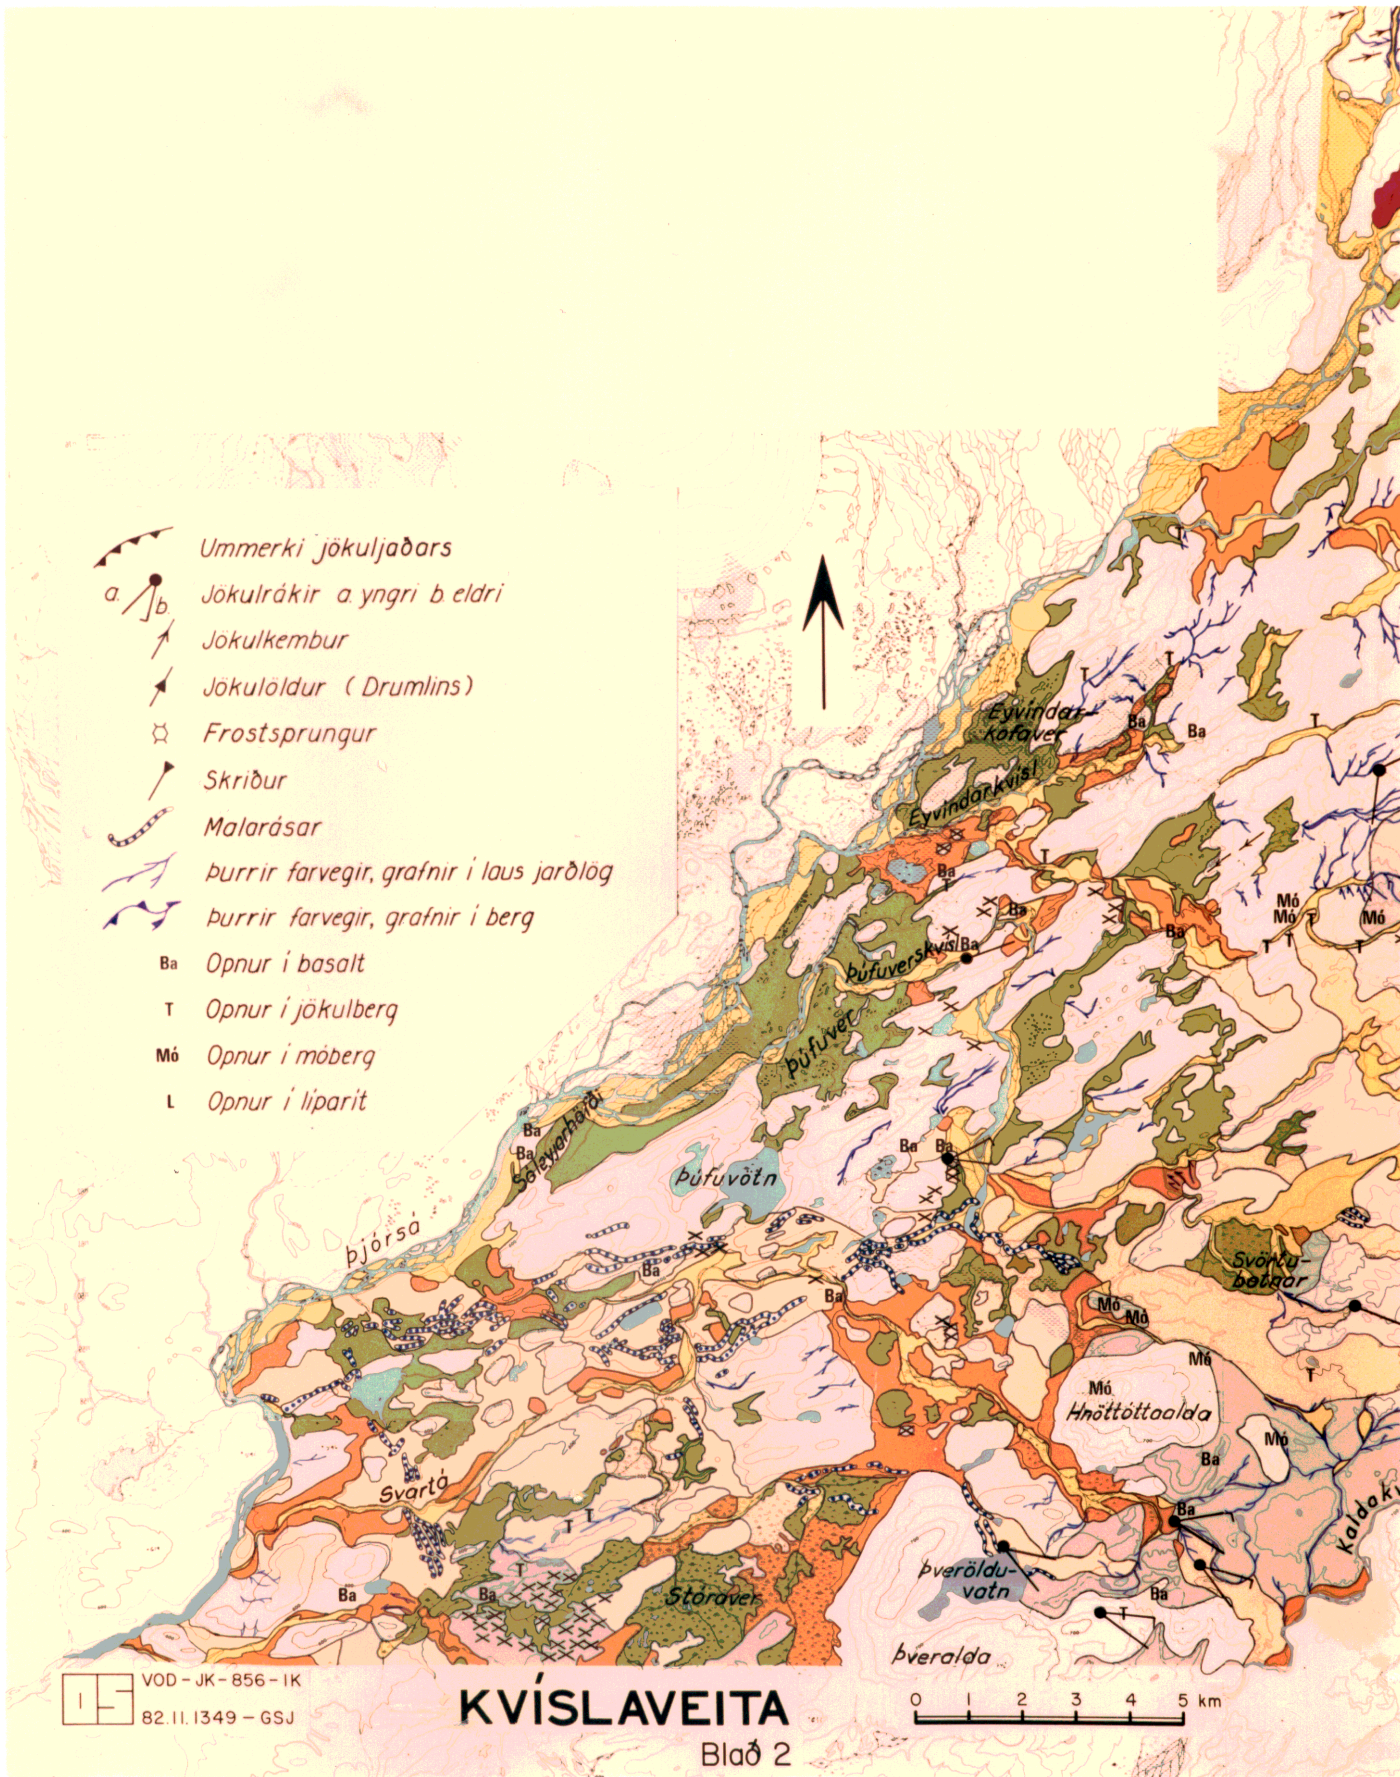 Ummerki jökuljaðars
a. b. Jökulrákir a. yngri b. eldri
Jökulkembur
Jökulöldur ( Drumlins )
Frostsprungur
Skriður
Malarásar
Þurrir farvegir, grafnir í laus jarðlög
Þurrir farvegir, grafnir í berg
Ba Opnur í basalt
T Opnur í jökulberg
Mó Opnur í móberg
L Opnur í líparít
T
T
T
Eyvindar-
kofaver
Ba
Ba
T
Eyvindarkvísl
T
Ba
T
Ba
Mó
Mó
T
Mó
Ba
T
T
T
Þúfuverskvísl
Ba
Þúfuver
Ba
Ba
Sóleyjarhöfði
Ba
Ba
Þúfuvötn
Þjórsá
Ba
Svörtu-
botnar
Ba
Mó
Mó
Mó
T
Mó
Hnöttóttaalda
Mó
Ba
Svartá
Ba
T
T
Kaldakv
T
Þveröldu-
vatn
Ba
Ba
Stóraver
Ba
T
Þveralda
VOD-JK-856-IK
82.11.1349-GSJ
KVÍSLAVEITA
Blað 2
0 1 2 3 4 5 km